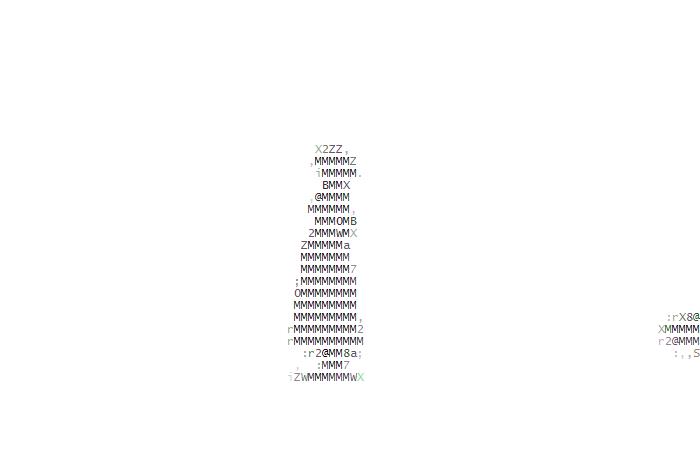 X2ZZ,
,MMMMMZ
iMMMMM.
BMMX
,@MMMM
MMMMMM,
MMMOMB
2MMMWMX
ZMMMMMa
MMMMMMM
MMMMMMM7
;MMMMMMMM
0MMMMMMMM
MMMMMMMMM
MMMMMMMMM, :rX8@
rMMMMMMMMM2 XMMMMM
rMMMMMMMMMM r2@MMM
:r2@MM8a; :,,S
, :MMM7
iZWMMMMMMWX